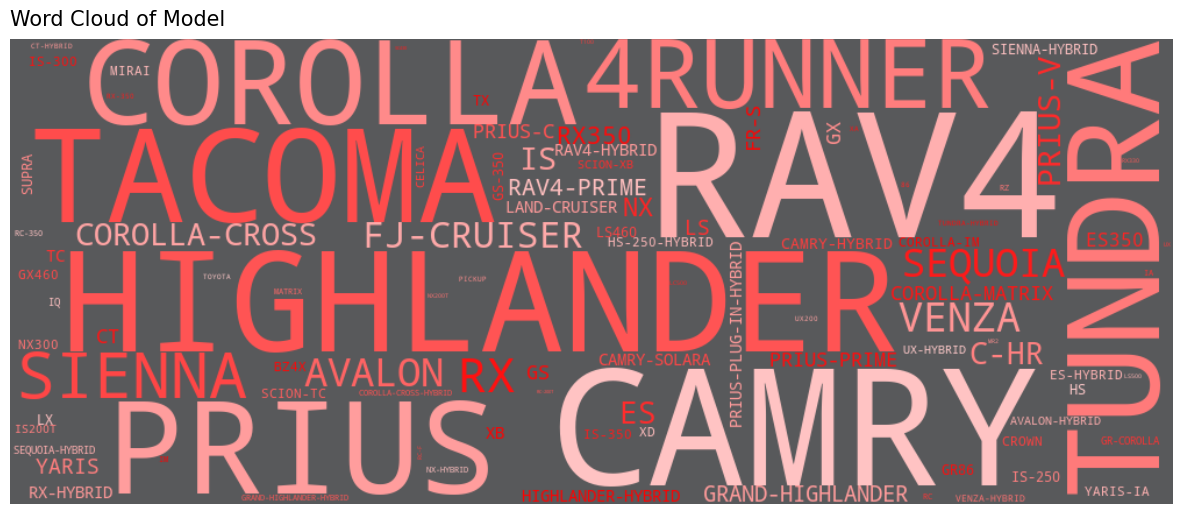 Word Cloud of Model
CT-HYBRID
IS-300
MIRAI
COROLLA
4RUNNER
SIENNA-HYBRID
PRIUS-V
TUNDRA
TX
FR-S
GX
SUPRA
TACOMA
CELICA
PRIUS-C
RX350
IS
RAV4-HYBRID
SCION-XB
GS-350
RAV4-PRIME
LAND-CRUISER
NX
RAV4
RZ
RC-350
COROLLA-CROSS
FJ-CRUISER
LS460
LS
HS-250-HYBRID
CAMRY-HYBRID
COROLLA-IM
ES350
TC
GX460
IQ
HIGHLANDER
TOYOTA
MATRIX
PICKUP
PRIUS-PLUG-IN-HYBRID
UX200
SEQUOIA
COROLLA-MATRIX
VENZA
IA
NX300
CT
SIENNA
BZ4X
AVALON
RX
GS
CAMRY-SOLARA
PRIUS-PRIME
UX-HYBRID
C-HR
ES-HYBRID
LS500
HS
SCION-TC
COROLLA-CROSS-HYBRID
LX
IS200T
SEQUOIA-HYBRID
YARIS
RX-HYBRID
PRIUS
XB
NX-HYBRID
GRAND-HIGHLANDER-HYBRID
ES
IS-350
XD
CAMRY
AVALON-HYBRID
CROWN
GR-COROLLA
GR86
IS-250
YARIS-IA
HIGHLANDER-HYBRID
GRAND-HIGHLANDER
RC
VENZA-HYBRID